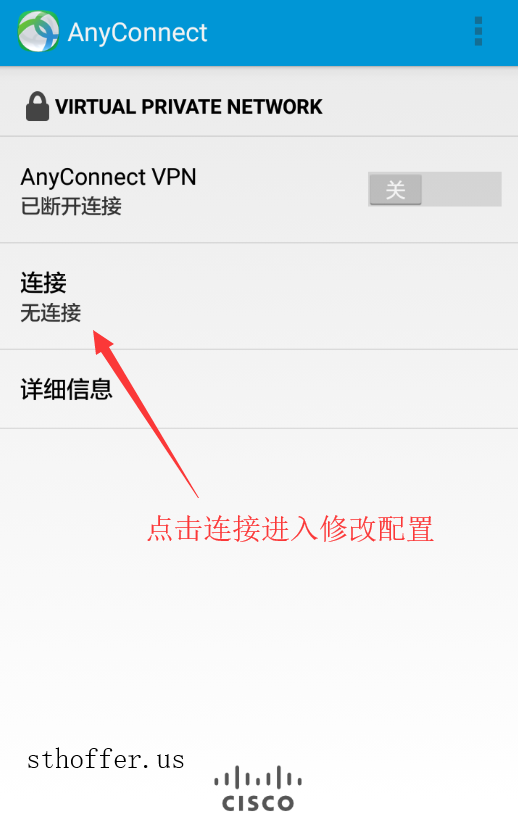 AnyConnect
VIRTUAL PRIVATE NETWORK
AnyConnect VPN
已断开连接
关
连接
无连接
详细信息
点击连接进入修改配置
sthoffer.us
CISCO